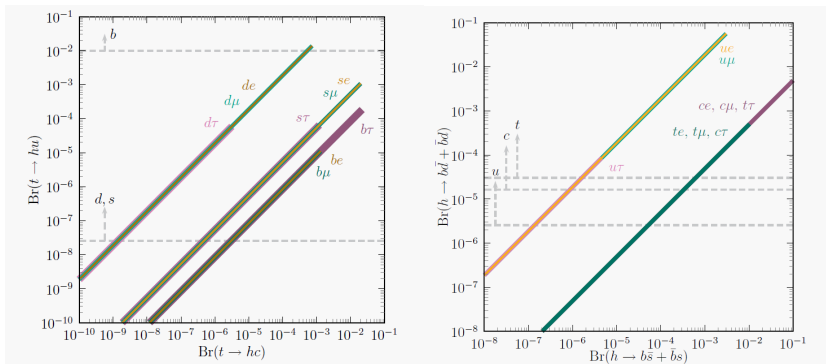 10⁻¹
10⁻²
10⁻³
10⁻⁴
10⁻⁵
10⁻⁶
10⁻⁷
10⁻⁸
10⁻⁹
10⁻¹⁰
Br(t → hu)
b
de
dμ
dτ
se
sμ
sτ
bτ
be
bμ
d, s
10⁻¹⁰ 10⁻⁹ 10⁻⁸ 10⁻⁷ 10⁻⁶ 10⁻⁵ 10⁻⁴ 10⁻³ 10⁻² 10⁻¹
Br(t → hc)
10⁻¹
10⁻²
10⁻³
10⁻⁴
10⁻⁵
10⁻⁶
10⁻⁷
10⁻⁸
Br(h → bd̄ + b̄d)
ue
uμ
ce, cμ, tτ
te, tμ, cτ
t
c
u
uτ
10⁻⁸ 10⁻⁷ 10⁻⁶ 10⁻⁵ 10⁻⁴ 10⁻³ 10⁻² 10⁻¹
Br(h → bs̄ + b̄s)